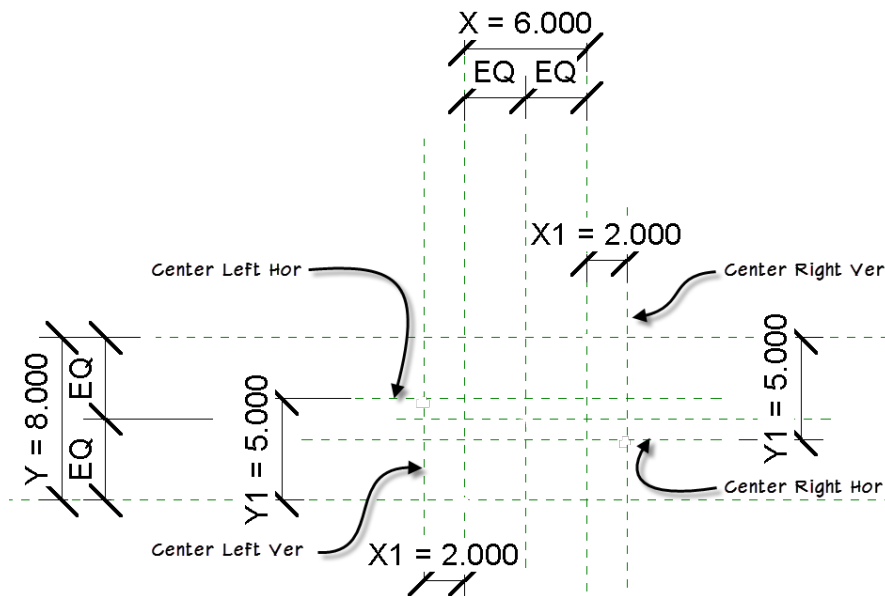 X = 6.000
EQ EQ
X1 = 2.000
Center Left Hor
Center Right Ver
Y = 8.000
EQ
EQ
Y1 = 5.000
Y1 = 5.000
Center Right Hor
Center Left Ver
X1 = 2.000